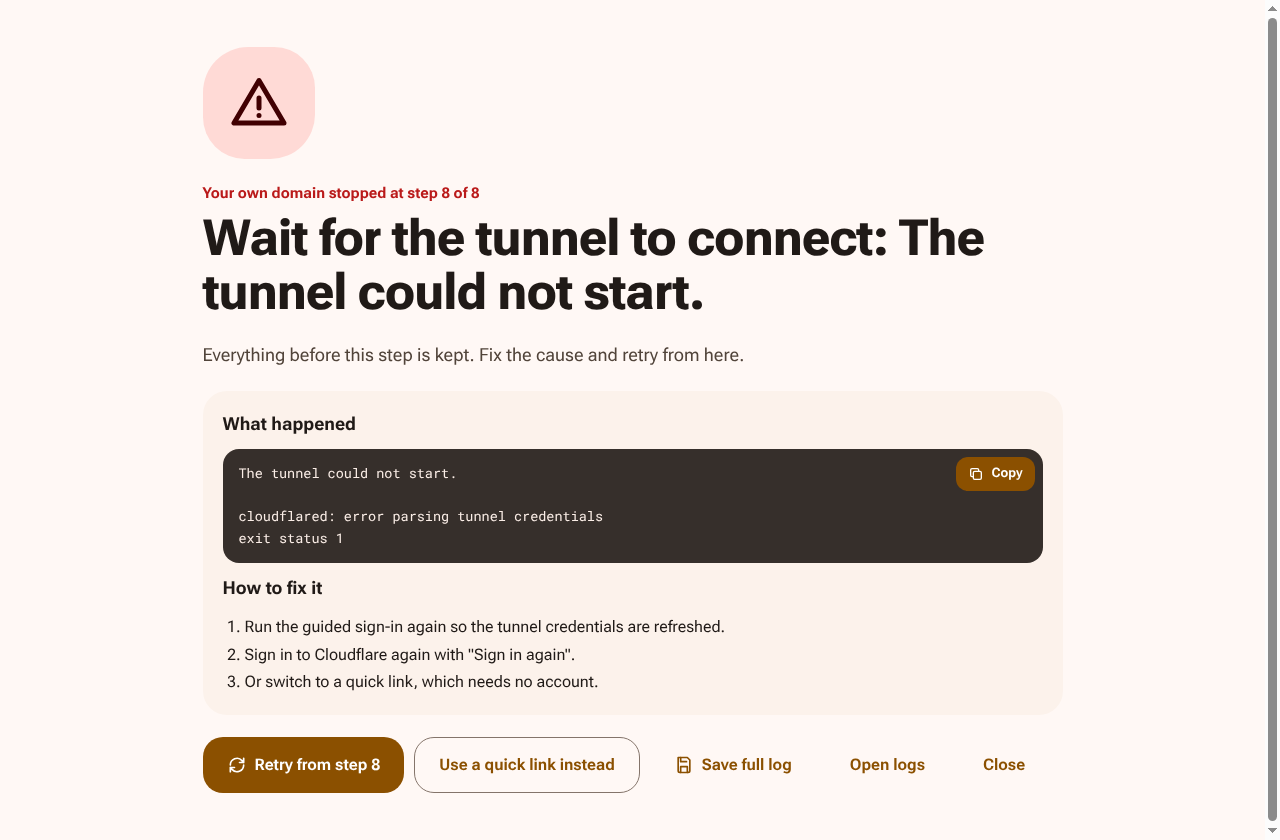 Your own domain stopped at step 8 of 8
Wait for the tunnel to connect: The
tunnel could not start.
Everything before this step is kept. Fix the cause and retry from here.
What happened
The tunnel could not start.
Copy
cloudflared: error parsing tunnel credentials
exit status 1
How to fix it
1. Run the guided sign-in again so the tunnel credentials are refreshed.
2. Sign in to Cloudflare again with "Sign in again".
3. Or switch to a quick link, which needs no account.
Retry from step 8
Use a quick link instead
Save full log
Open logs
Close